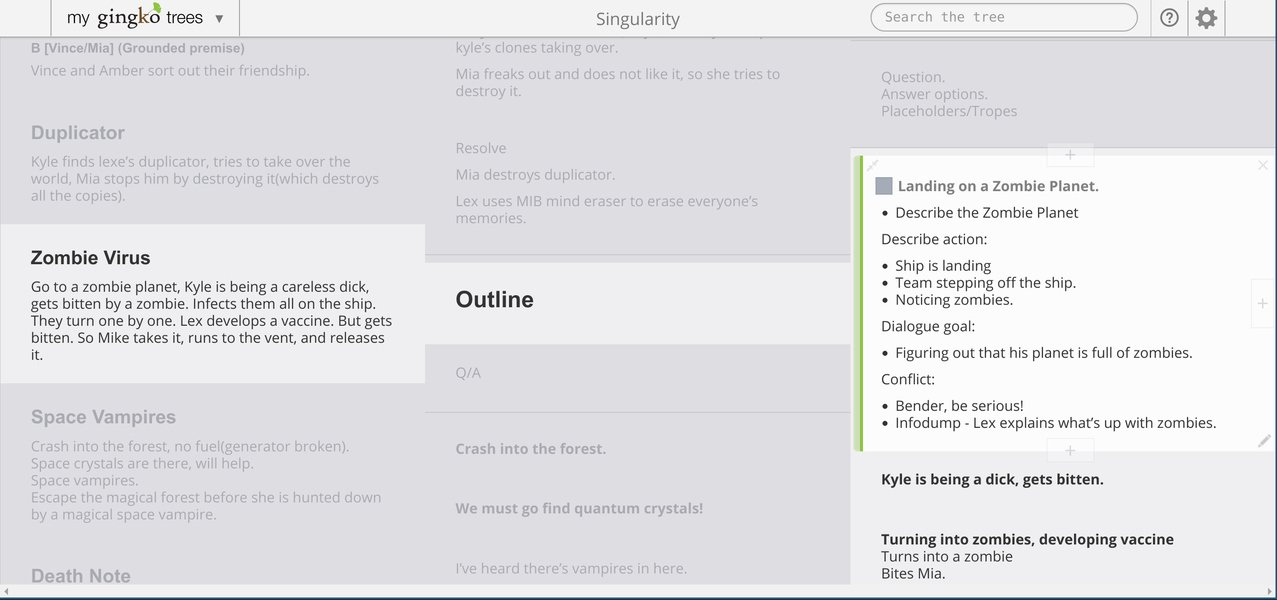 my gingko trees ▼
Singularity
Search the tree
B [Vince/Mia] (Grounded premise)
Vince and Amber sort out their friendship.
Duplicator
Kyle finds lexe's duplicator, tries to take over the
world, Mia stops him by destroying it(which destroys
all the copies).
Zombie Virus
Go to a zombie planet, Kyle is being a careless dick,
gets bitten by a zombie. Infects them all on the ship.
They turn one by one. Lex develops a vaccine. But gets
bitten. So Mike takes it, runs to the vent, and releases
it.
Space Vampires
Crash into the forest, no fuel(generator broken).
Space crystals are there, will help.
Space vampires.
Escape the magical forest before she is hunted down
by a magical space vampire.
Death Note
kyle's clones taking over.
Mia freaks out and does not like it, so she tries to
destroy it.
Resolve
Mia destroys duplicator.
Lex uses MIB mind eraser to erase everyone's
memories.
Outline
Q/A
Crash into the forest.
We must go find quantum crystals!
I've heard there's vampires in here.
Question.
Answer options.
Placeholders/Tropes
Landing on a Zombie Planet.
• Describe the Zombie Planet
Describe action:
• Ship is landing
• Team stepping off the ship.
• Noticing zombies.
Dialogue goal:
• Figuring out that his planet is full of zombies.
Conflict:
• Bender, be serious!
• Infodump - Lex explains what's up with zombies.
Kyle is being a dick, gets bitten.
Turning into zombies, developing vaccine
Turns into a zombie
Bites Mia.